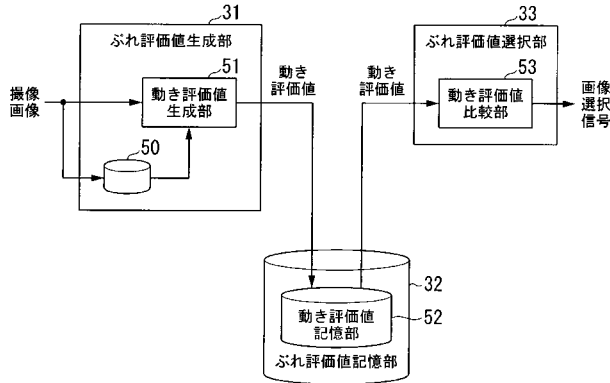 31
ぶれ評価値生成部
51
動き評価値
生成部
撮像
画像
50
動き
評価値
動き
評価値
33
ぶれ評価値選択部
53
動き評価値
比較部
画像
選択
信号
32
動き評価値
記憶部
52
ぶれ評価値記憶部